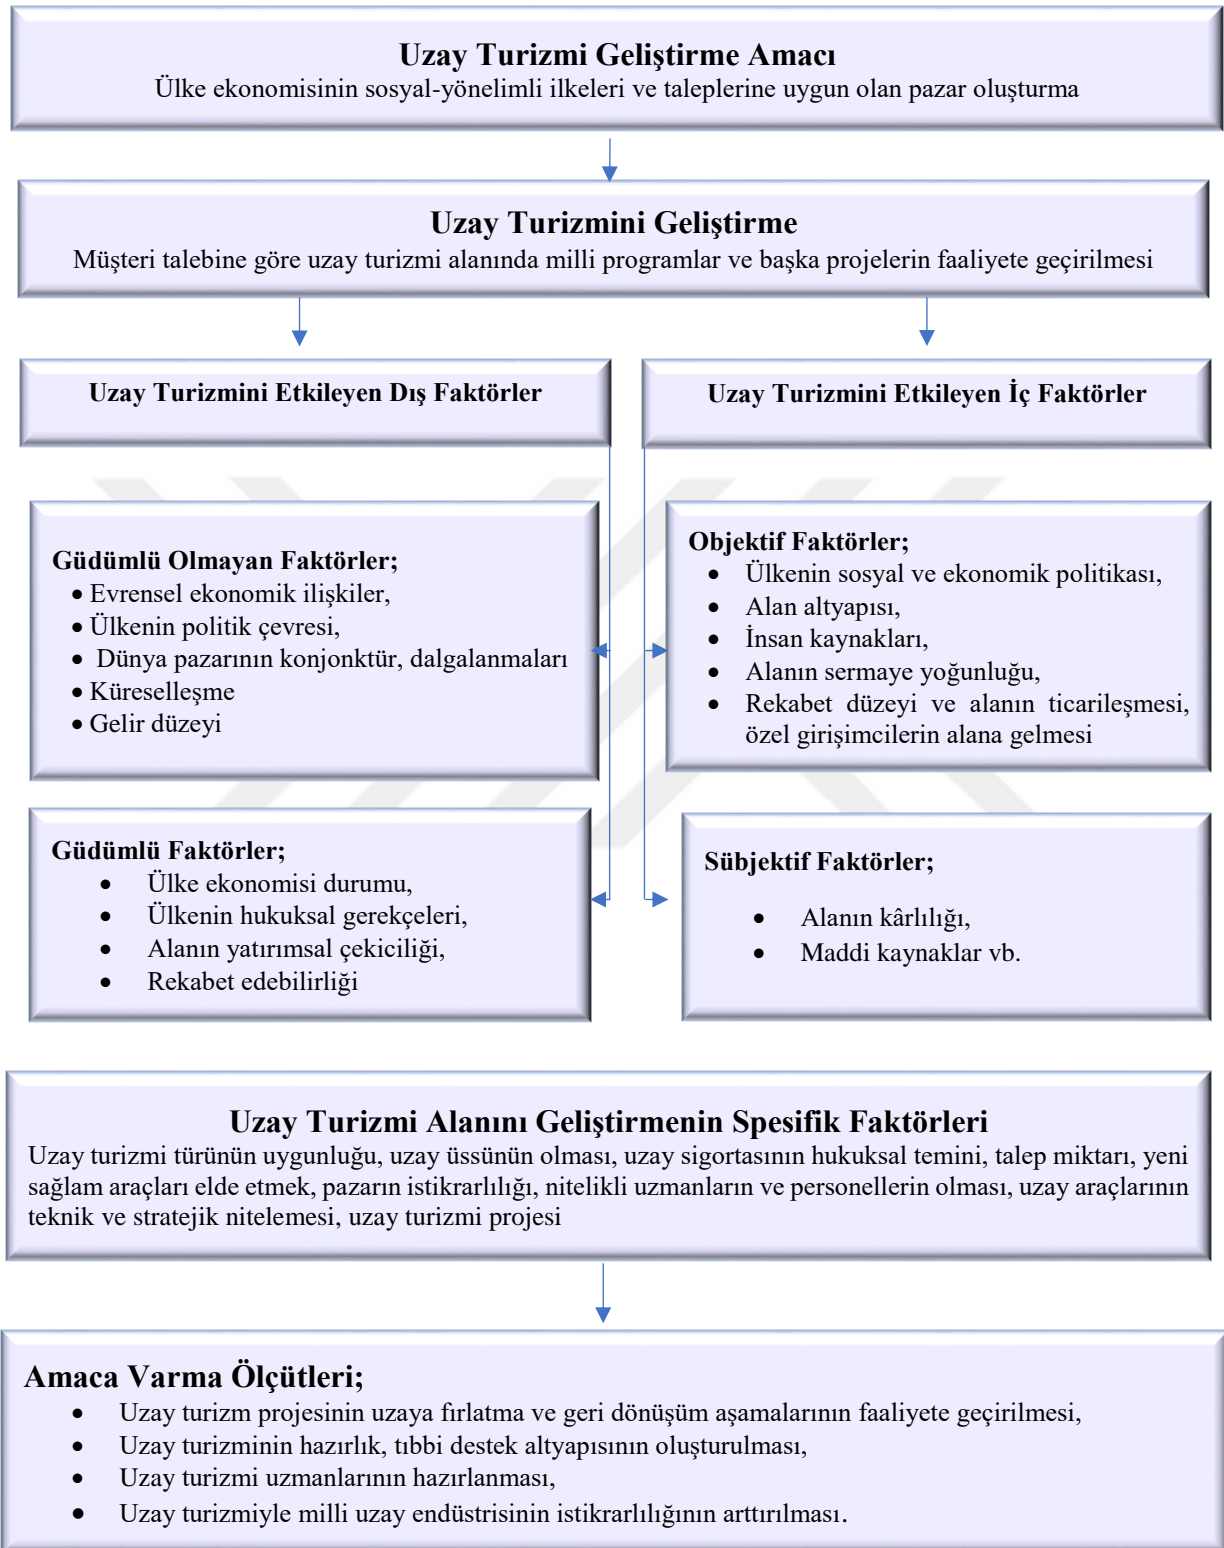 Uzay Turizmi Geliştirme Amacı
Ülke ekonomisinin sosyal-yönelimli ilkeleri ve taleplerine uygun olan pazar oluşturma
Uzay Turizmini Geliştirme
Müşteri talebine göre uzay turizmi alanında milli programlar ve başka projelerin faaliyete geçirilmesi
Uzay Turizmini Etkileyen Dış Faktörler
Uzay Turizmini Etkileyen İç Faktörler
Güdümlü Olmayan Faktörler;
• Evrensel ekonomik ilişkiler,
• Ülkenin politik çevresi,
• Dünya pazarının konjonktür, dalgalanmaları
• Küreselleşme
• Gelir düzeyi
Objektif Faktörler;
• Ülkenin sosyal ve ekonomik politikası,
• Alan altyapısı,
• İnsan kaynakları,
• Alanın sermaye yoğunluğu,
• Rekabet düzeyi ve alanın ticarileşmesi,
özel girişimcilerin alana gelmesi
Güdümlü Faktörler;
• Ülke ekonomisi durumu,
• Ülkenin hukuksal gerekçeleri,
• Alanın yatırımsal çekiciliği,
• Rekabet edebilirliği
Sübjektif Faktörler;
• Alanın kârlılığı,
• Maddi kaynaklar vb.
Uzay Turizmi Alanını Geliştirmenin Spesifik Faktörleri
Uzay turizmi türünün uygunluğu, uzay üssünün olması, uzay sigortasının hukuksal temini, talep miktarı, yeni
sağlam araçları elde etmek, pazarın istikrarlılığı, nitelikli uzmanların ve personellerin olması, uzay araçlarının
teknik ve stratejik nitelemesi, uzay turizmi projesi
Amaca Varma Ölçütleri;
• Uzay turizm projesinin uzaya fırlatma ve geri dönüşüm aşamalarının faaliyete geçirilmesi,
• Uzay turizminin hazırlık, tıbbi destek altyapısının oluşturulması,
• Uzay turizmi uzmanlarının hazırlanması,
• Uzay turizmiyle milli uzay endüstrisinin istikrarlılığının arttırılması.